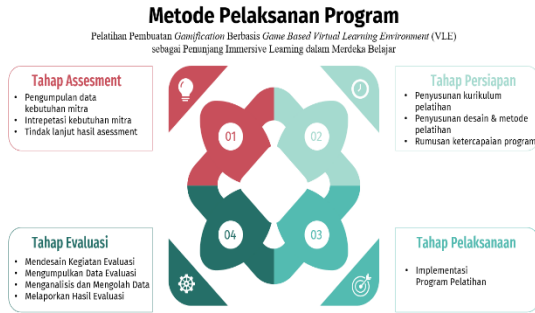 Metode Pelaksanan Program
Pelatihan Pembuatan Gamification Berbasis Game Based Virtual Learning Environment (VLE)
sebagai Penunjang Immersive Learning dalam Merdeka Belajar
Tahap Assesment
• Pengumpulan data
kebutuhan mitra
• Intrepetasi kebutuhan mitra
• Tindak lanjut hasil asessment
01
02
Tahap Persiapan
• Penyusunan kurikulum
pelatihan
• Penyusunan desain & metode
pelatihan
• Rumusan ketercapaian program
Tahap Evaluasi
• Mendesain Kegiatan Evaluasi
• Mengumpulkan Data Evaluasi
• Menganalisis dan Mengolah Data
• Melaporkan Hasil Evaluasi
04
03
Tahap Pelaksanaan
• Implementasi
Program Pelatihan